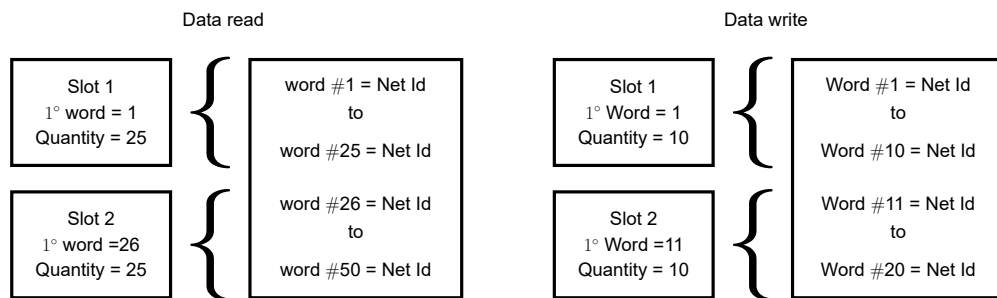 Data read
Slot 1
1° word = 1
Quantity = 25
word #1 = Net Id
to
word #25 = Net Id
Slot 2
1° word =26
Quantity = 25
word #26 = Net Id
to
word #50 = Net Id
Data write
Slot 1
1° Word = 1
Quantity = 10
Word #1 = Net Id
to
Word #10 = Net Id
Slot 2
1° Word =11
Quantity = 10
Word #11 = Net Id
to
Word #20 = Net Id